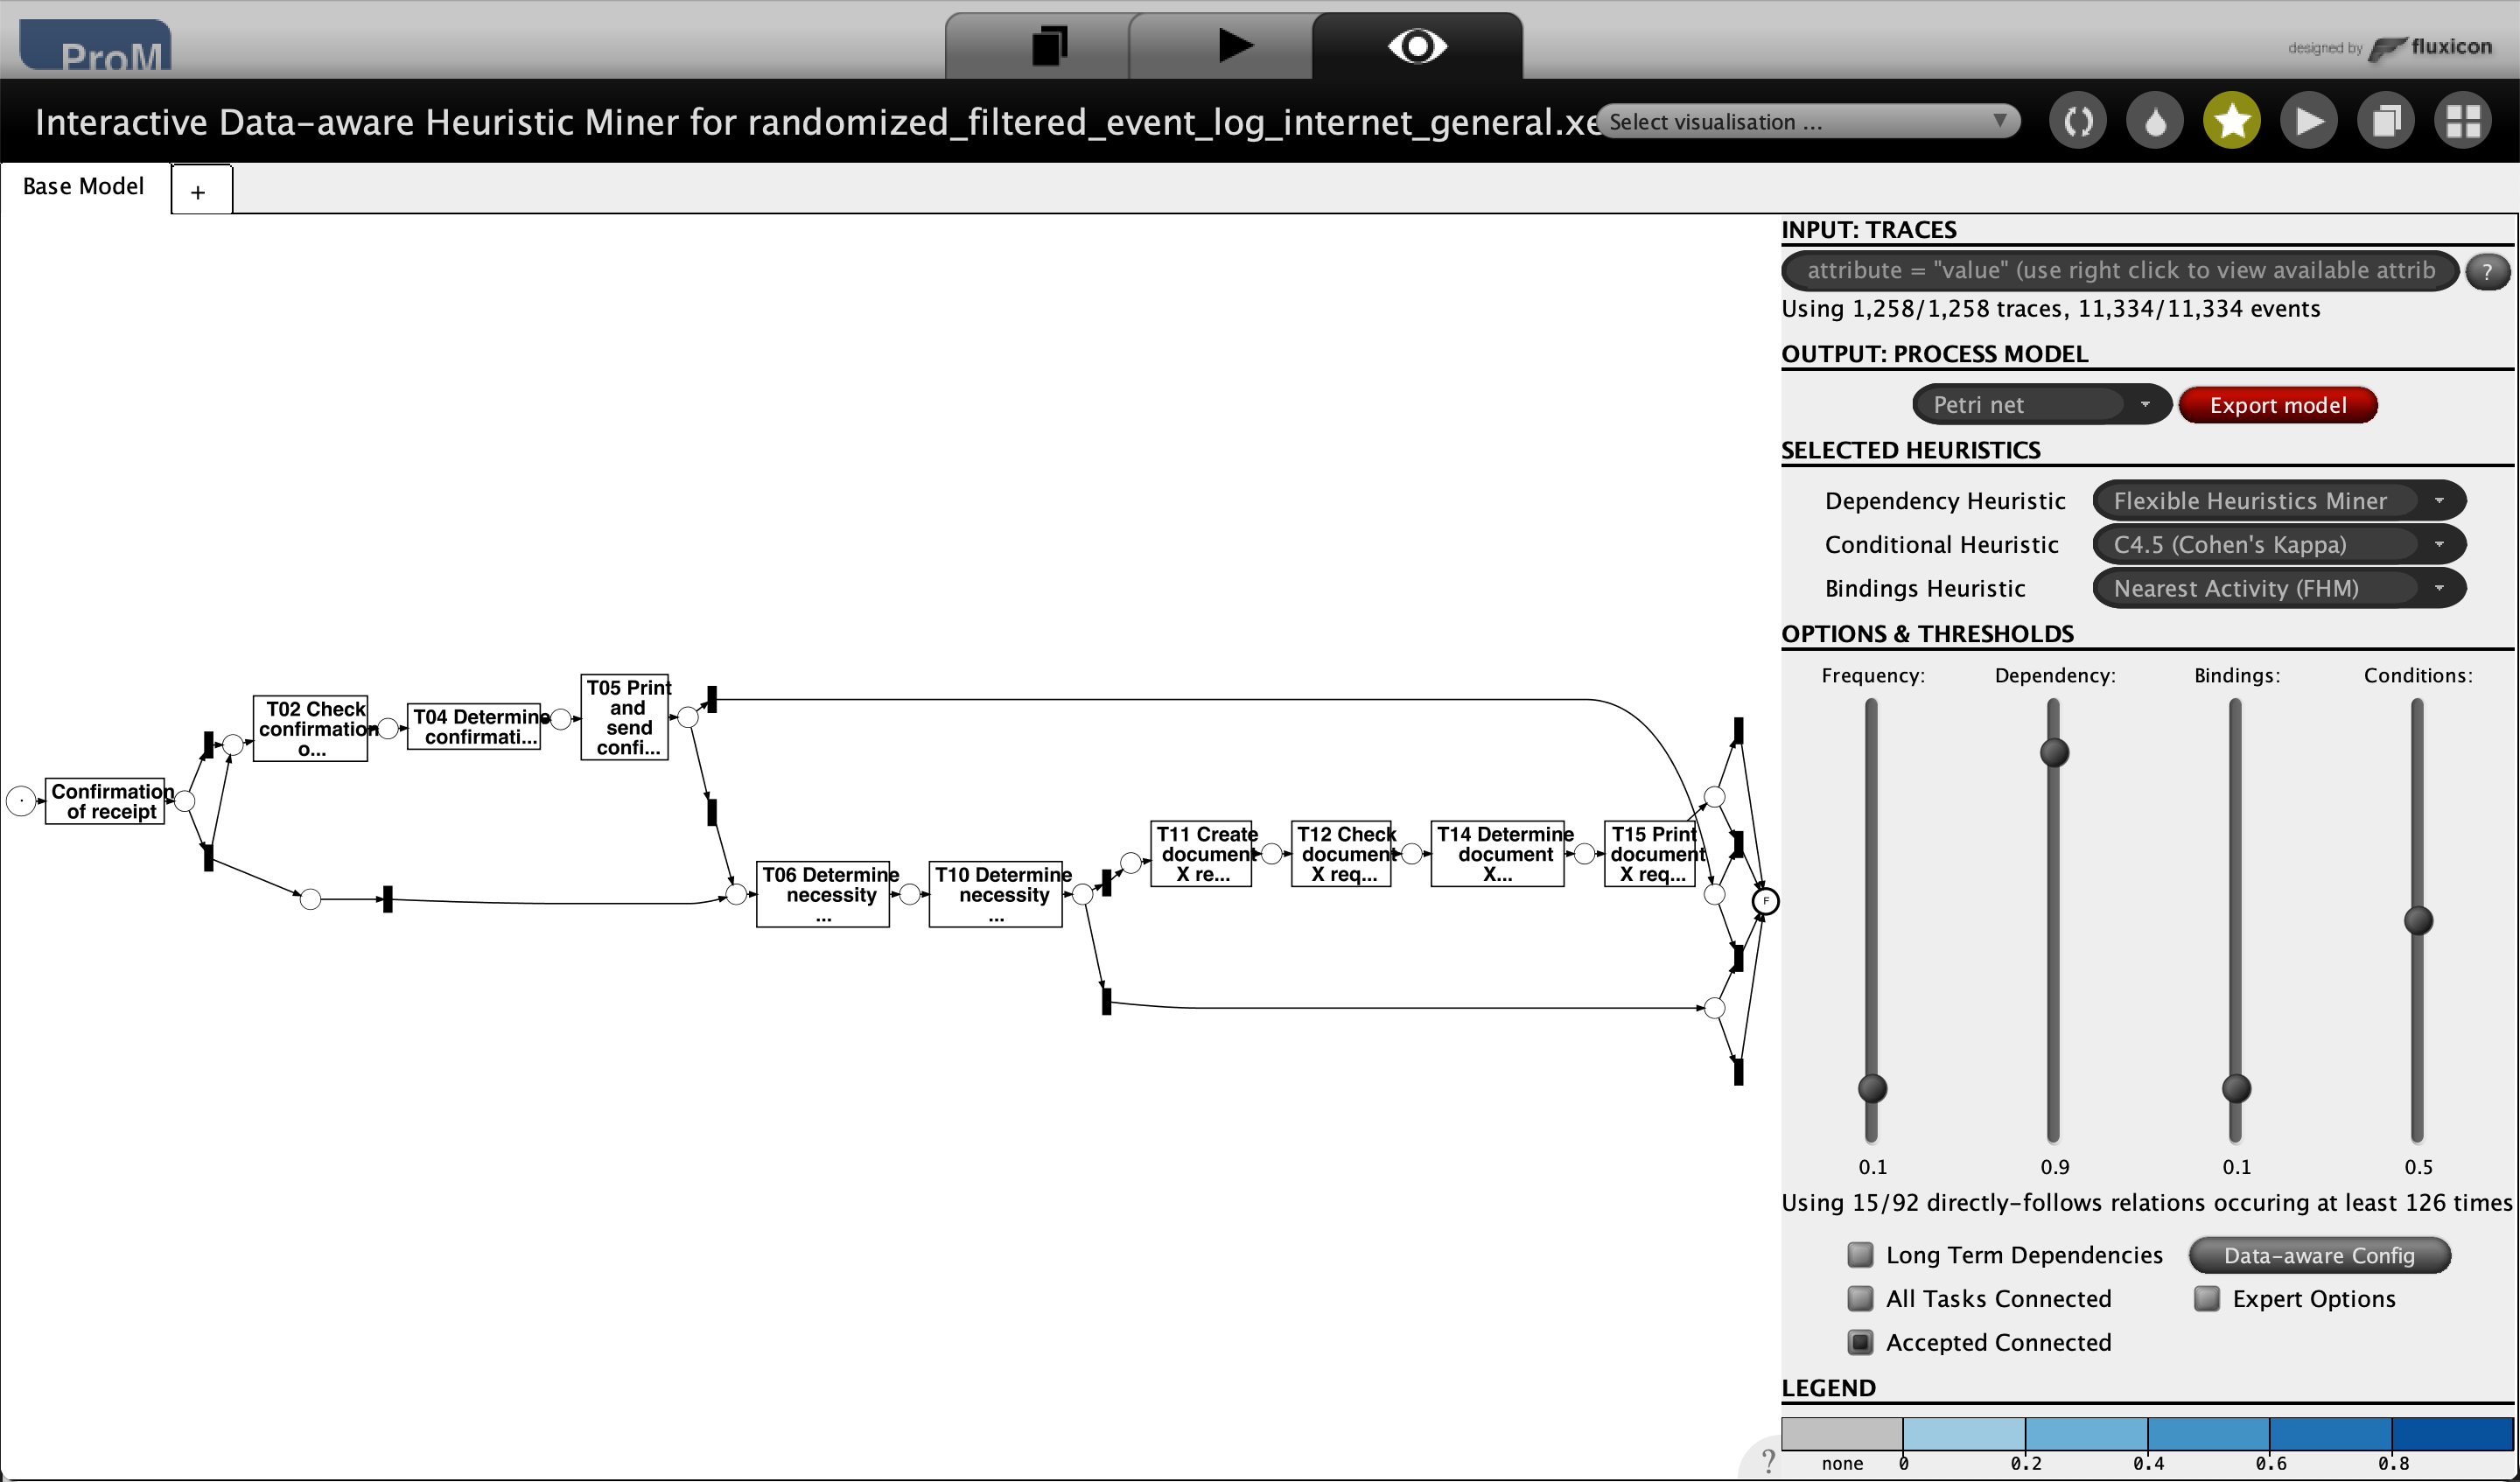 ProM
designed by fluxicon
Interactive Data-aware Heuristic Miner for randomized_filtered_event_log_internet_general.xe
Select visualisation ...
Base Model
+
INPUT: TRACES
attribute = "value" (use right click to view available attrib
?
Using 1,258/1,258 traces, 11,334/11,334 events
OUTPUT: PROCESS MODEL
Petri net
Export model
SELECTED HEURISTICS
Dependency Heuristic
Flexible Heuristics Miner
Conditional Heuristic
C4.5 (Cohen's Kappa)
Bindings Heuristic
Nearest Activity (FHM)
OPTIONS & THRESHOLDS
Frequency:
Dependency:
Bindings:
Conditions:
0.1
0.9
0.1
0.5
Using 15/92 directly-follows relations occuring at least 126 times
Long Term Dependencies
Data-aware Config
All Tasks Connected
Expert Options
Accepted Connected
LEGEND
none
0
0.2
0.4
0.6
0.8
Confirmation
of receipt
T02 Check
confirmation
o...
T04 Determine
confirmati...
T05 Print
and
send
confi...
T06 Determine
necessity
...
T10 Determine
necessity
...
T11 Create
document
X re...
T12 Check
document
X req...
T14 Determine
document
X...
T15 Print
document
X req...
F
?